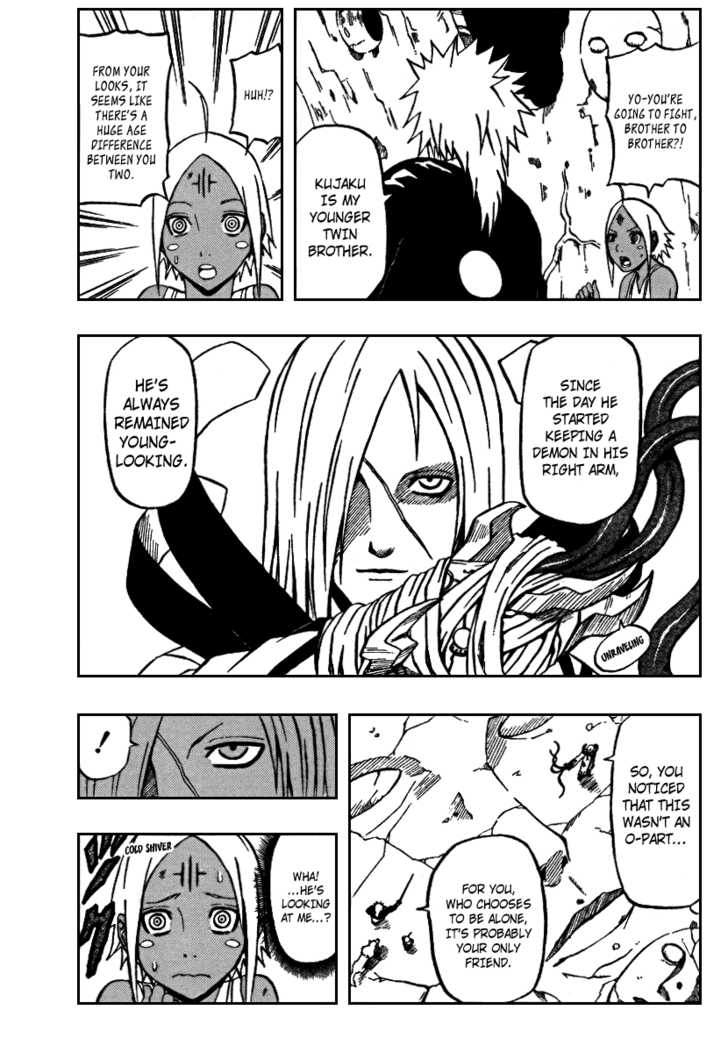 YO-YOU'RE
GOING TO FIGHT,
BROTHER TO
BROTHER?!
KUJAKU
IS MY
YOUNGER
TWIN
BROTHER.
HUH!?
FROM YOUR
LOOKS, IT
SEEMS LIKE
THERE'S A
HUGE AGE
DIFFERENCE
BETWEEN YOU
TWO.
SINCE
THE DAY HE
STARTED
KEEPING A
DEMON IN HIS
RIGHT ARM,
HE'S
ALWAYS
REMAINED
YOUNG-
LOOKING.
UNRAVELING
SO, YOU
NOTICED
THAT THIS
WASN'T AN
O-PART...
FOR YOU,
WHO CHOOSES
TO BE ALONE,
IT'S PROBABLY
YOUR ONLY
FRIEND.
!
WHA!
...HE'S
LOOKING
AT ME...?
COLD SHIVER